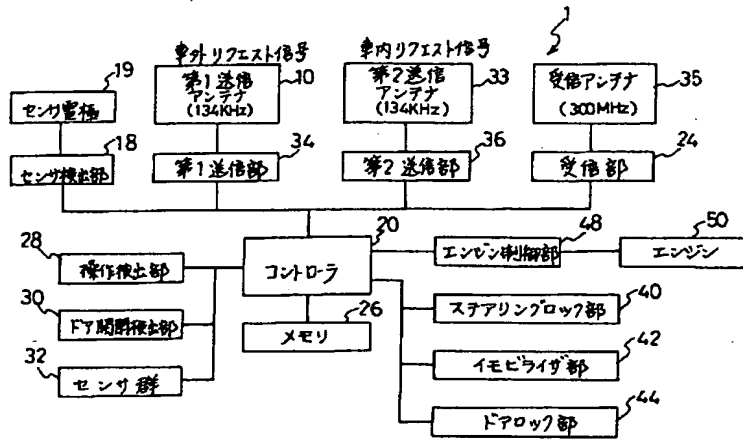 1
車外リクエスト信号
車内リクエスト信号
19
センサ電極
第1送信
アンテナ
(134KHz)
10
第2送信
アンテナ
(134KHz)
33
受信アンテナ
(300MHz)
35
18
センサ検出部
34
第1送信部
36
第2送信部
24
受信部
20
コントローラ
48
エンジン制御部
50
エンジン
28
操作検出部
30
ドア開閉検出部
32
センサ群
26
メモリ
40
ステアリングロック部
42
イモビライザ部
44
ドアロック部